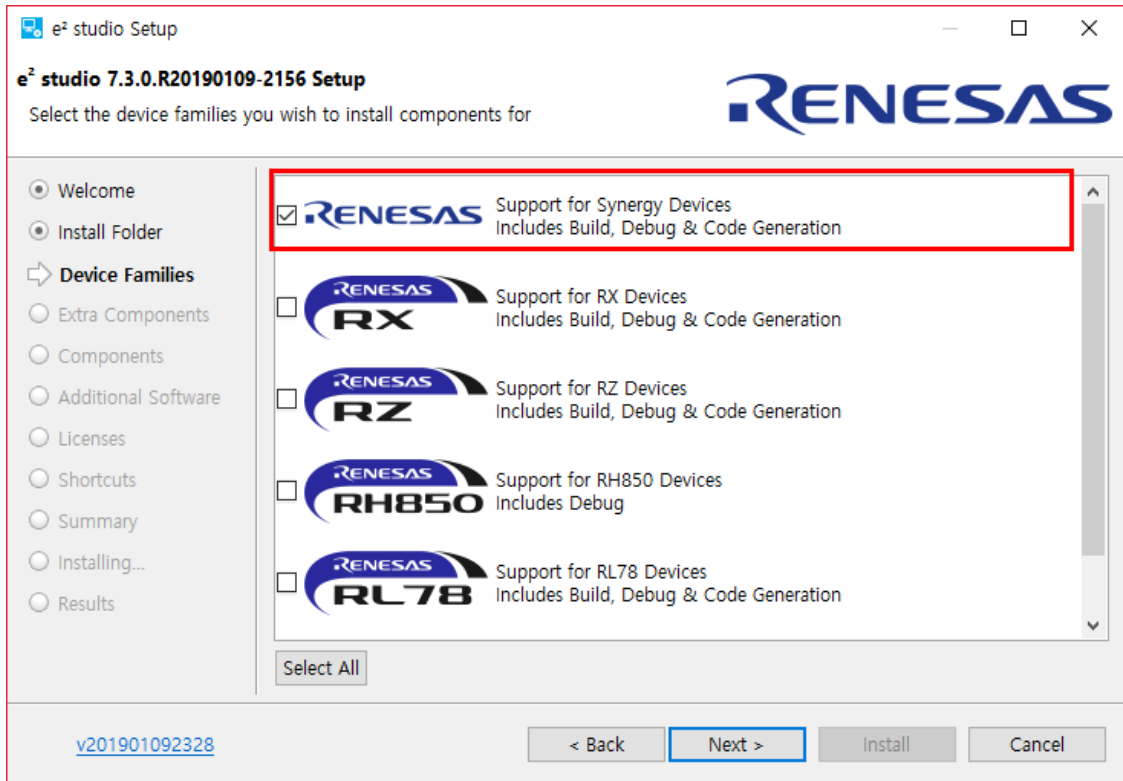 e² studio Setup
e² studio 7.3.0.R20190109-2156 Setup
Select the device families you wish to install components for
RENESAS
Welcome
Install Folder
Device Families
Extra Components
Components
Additional Software
Licenses
Shortcuts
Summary
Installing...
Results
RENESAS
Support for Synergy Devices
Includes Build, Debug & Code Generation
RENESAS
RX
Support for RX Devices
Includes Build, Debug & Code Generation
RENESAS
RZ
Support for RZ Devices
Includes Build, Debug & Code Generation
RENESAS
RH850
Support for RH850 Devices
Includes Debug
RENESAS
RL78
Support for RL78 Devices
Includes Build, Debug & Code Generation
Select All
v201901092328
< Back
Next >
Install
Cancel